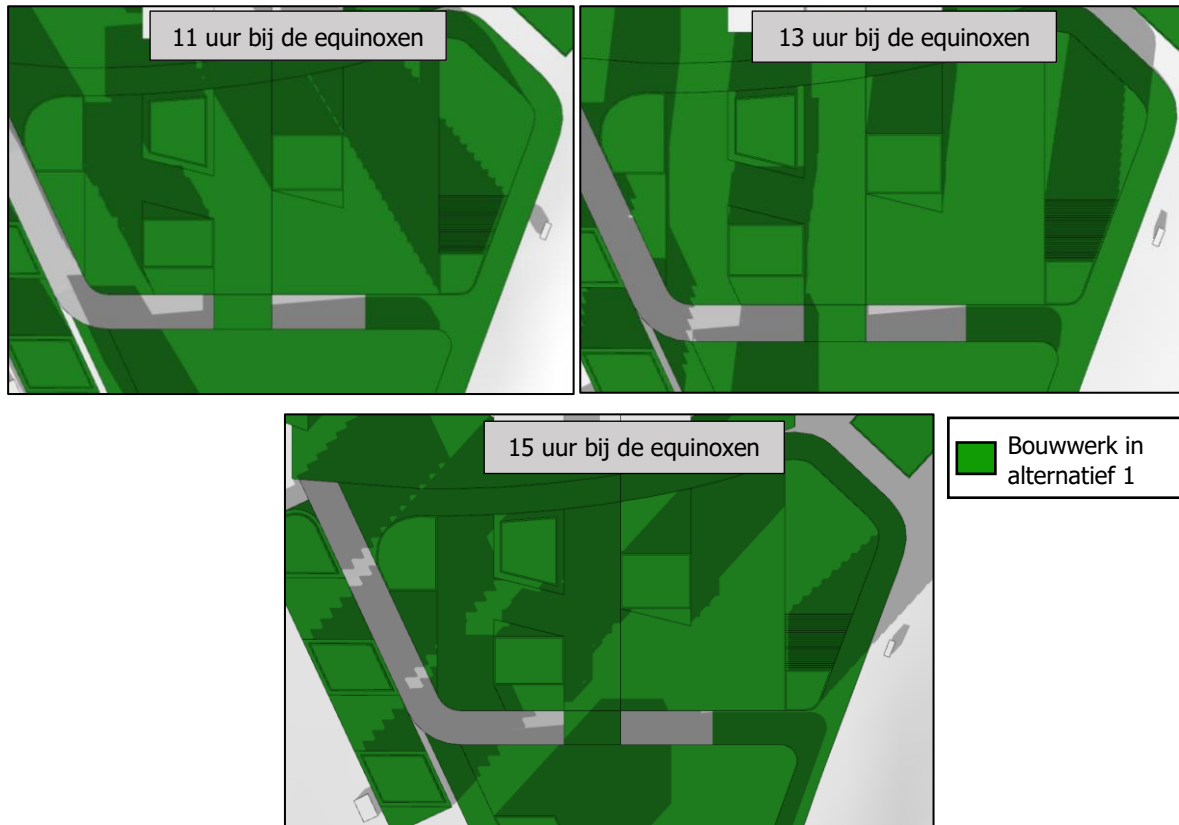 11 uur bij de equinoxen
13 uur bij de equinoxen
15 uur bij de equinoxen
Bouwwerk in
alternatief 1